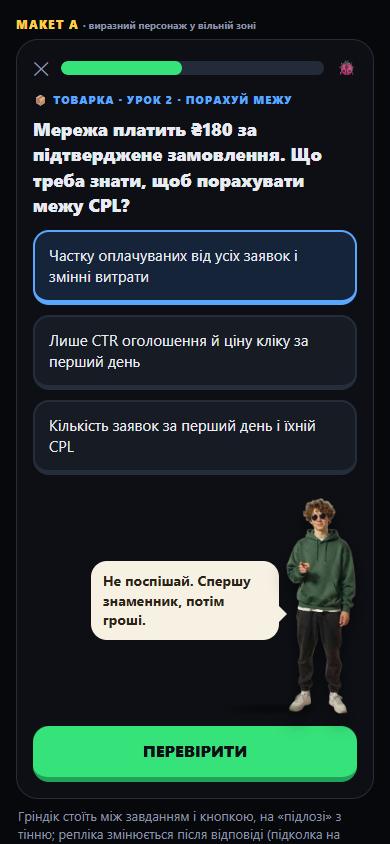 МАКЕТ А · виразний персонаж у вільній зоні
ТОВАРКА · УРОК 2 · ПОРАХУЙ МЕЖУ
Мережа платить ₴180 за
підтверджене замовлення. Що
треба знати, щоб порахувати
межу CPL?
Частку оплачуваних від усіх заявок і
змінні витрати
Лише CTR оголошення й ціну кліку за
перший день
Кількість заявок за перший день і їхній
CPL
Не поспішай. Спершу
знаменник, потім
гроші.
ПЕРЕВІРИТИ
Гріндік стоїть між завданням і кнопкою, на «підлозі» з
тінню; репліка змінюється після відповіді (підколка на